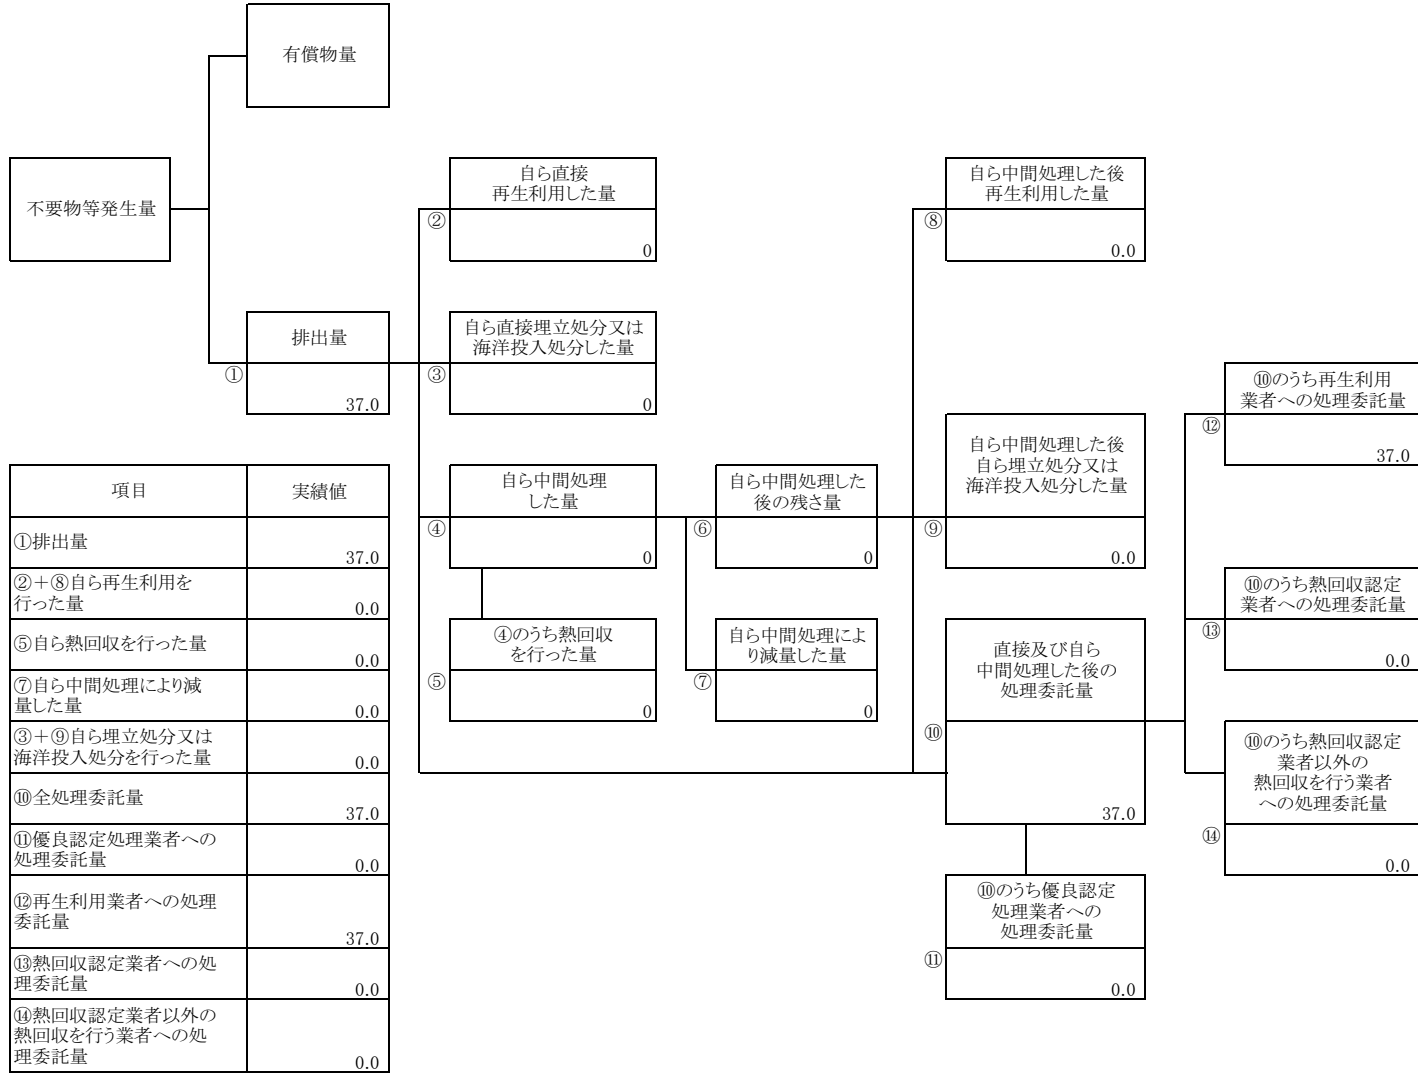 有償物量
不要物等発生量
自ら直接
再生利用した量
②
0
自ら中間処理した後
再生利用した量
⑧
0.0
排出量
①
37.0
自ら直接埋立処分又は
海洋投入処分した量
③
0
⑩のうち再生利用
業者への処理委託量
⑫
37.0
自ら中間処理
した量
④
0
自ら中間処理した
後の残さ量
⑥
0
自ら中間処理した後
自ら埋立処分又は
海洋投入処分した量
⑨
0.0
⑩のうち熱回収認定
業者への処理委託量
⑬
0.0
④のうち熱回収
を行った量
⑤
0
自ら中間処理によ
り減量した量
⑦
0
直接及び自ら
中間処理した後の
処理委託量
⑩
37.0
⑩のうち熱回収認定
業者以外の
熱回収を行う業者
への処理委託量
⑭
0.0
⑩のうち優良認定
処理業者への
処理委託量
⑪
0.0
項目 実績値
①排出量
37.0
②＋⑧自ら再生利用を
行った量
0.0
⑤自ら熱回収を行った量
0.0
⑦自ら中間処理により減
量した量
0.0
③＋⑨自ら埋立処分又は
海洋投入処分を行った量
0.0
⑩全処理委託量
37.0
⑪優良認定処理業者への
処理委託量
0.0
⑫再生利用業者への処理
委託量
37.0
⑬熱回収認定業者への処
理委託量
0.0
⑭熱回収認定業者以外の
熱回収を行う業者への処
理委託量
0.0